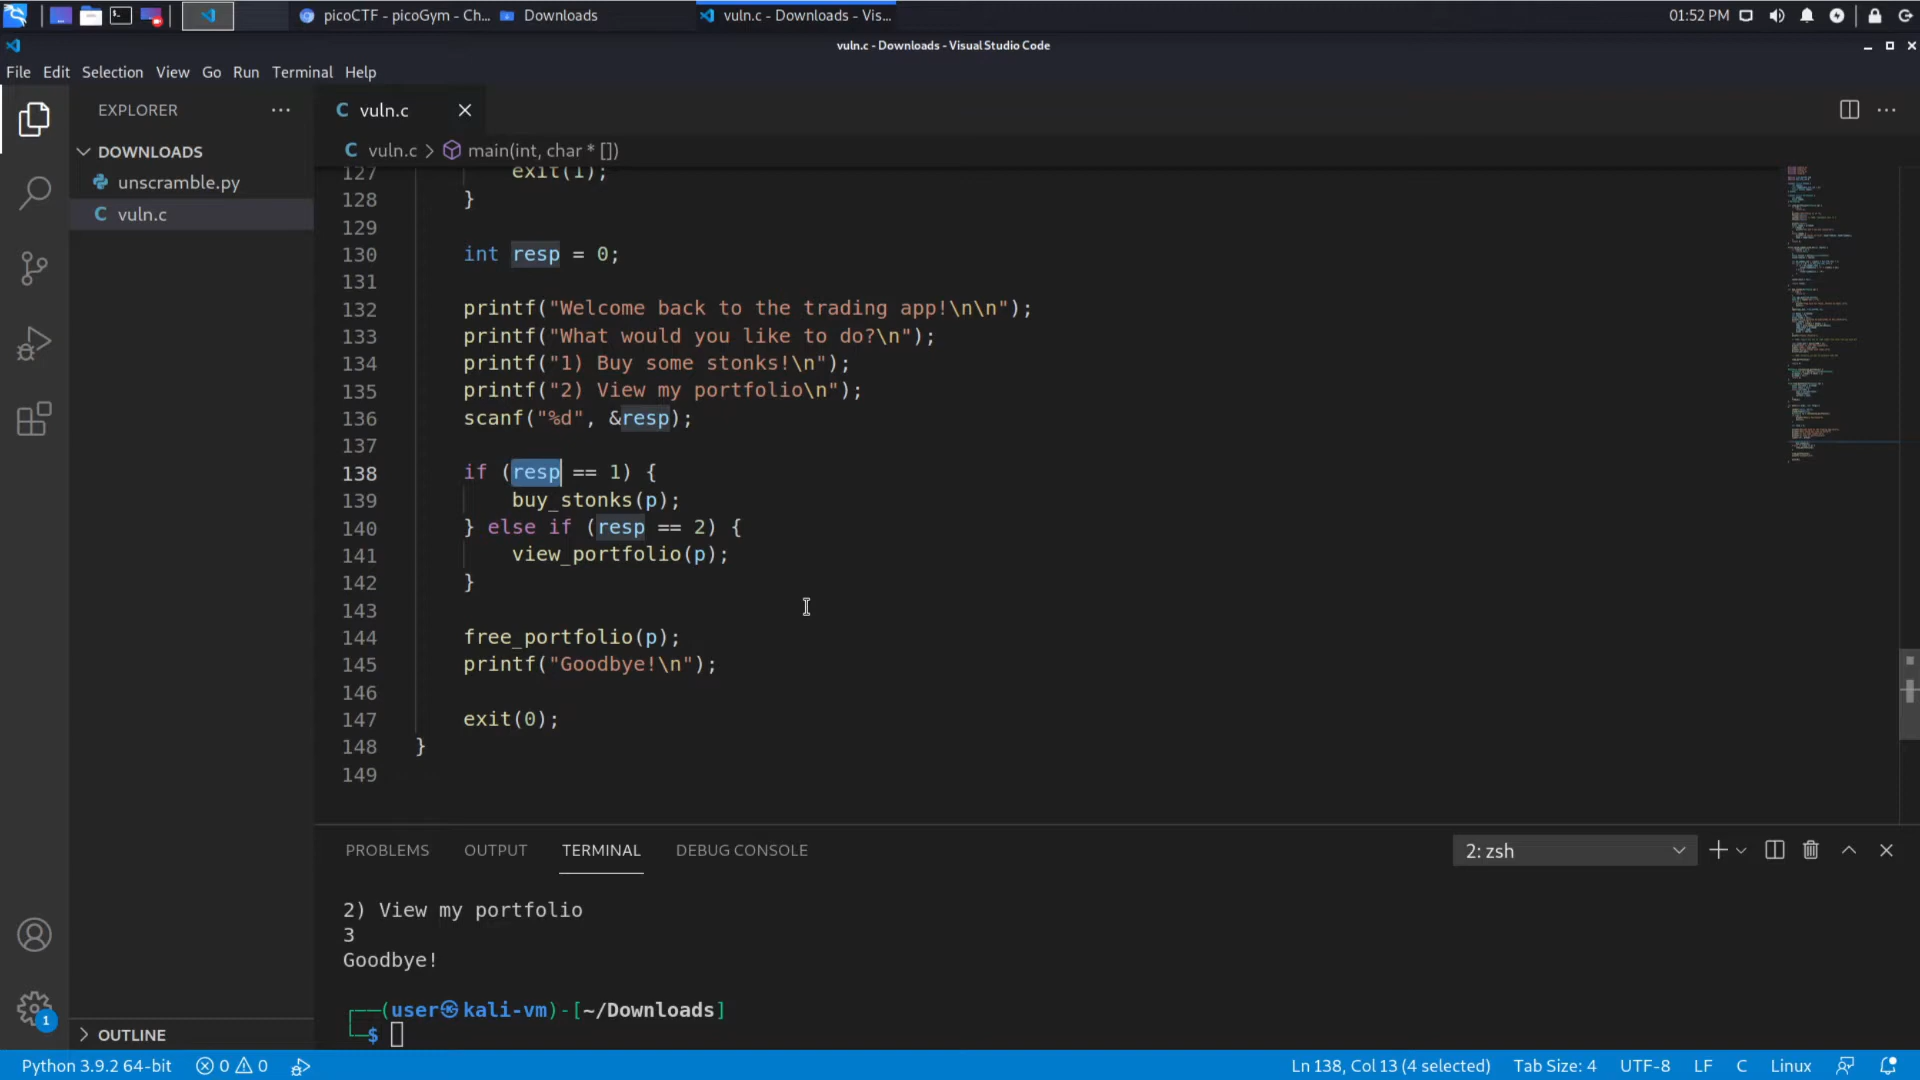 picoCTF - picoGym - Ch...
Downloads
vuln.c - Downloads - Vis...
01:52 PM
vuln.c - Downloads - Visual Studio Code
File Edit Selection View Go Run Terminal Help
EXPLORER
DOWNLOADS
unscramble.py
C vuln.c
OUTLINE
C vuln.c
C vuln.c > main(int, char * [])
127 exit(1);
128 }
129
130 int resp = 0;
131
132 printf("Welcome back to the trading app!\n\n");
133 printf("What would you like to do?\n");
134 printf("1) Buy some stonks!\n");
135 printf("2) View my portfolio\n");
136 scanf("%d", &resp);
137
138 if (resp == 1) {
139 buy_stonks(p);
140 } else if (resp == 2) {
141 view_portfolio(p);
142 }
143
144 free_portfolio(p);
145 printf("Goodbye!\n");
146
147 exit(0);
148 }
149
PROBLEMS OUTPUT TERMINAL DEBUG CONSOLE
2: zsh
2) View my portfolio
3
Goodbye!
┌──(user㉿kali-vm)-[~/Downloads]
└─$
1
Python 3.9.2 64-bit 0 0
Ln 138, Col 13 (4 selected) Tab Size: 4 UTF-8 LF C Linux